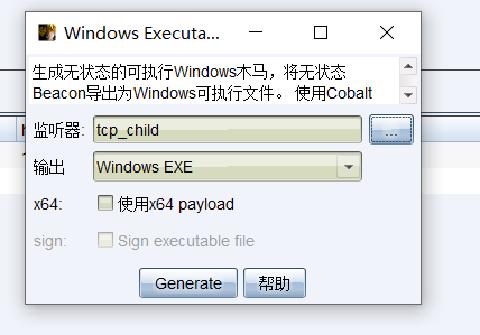 Windows Executa...
生成无状态的可执行Windows木马，将无状态
Beacon导出为Windows可执行文件。 使用Cobalt
监听器: tcp_child ...
输出 Windows EXE
x64: 使用x64 payload
sign: Sign executable file
Generate 帮助